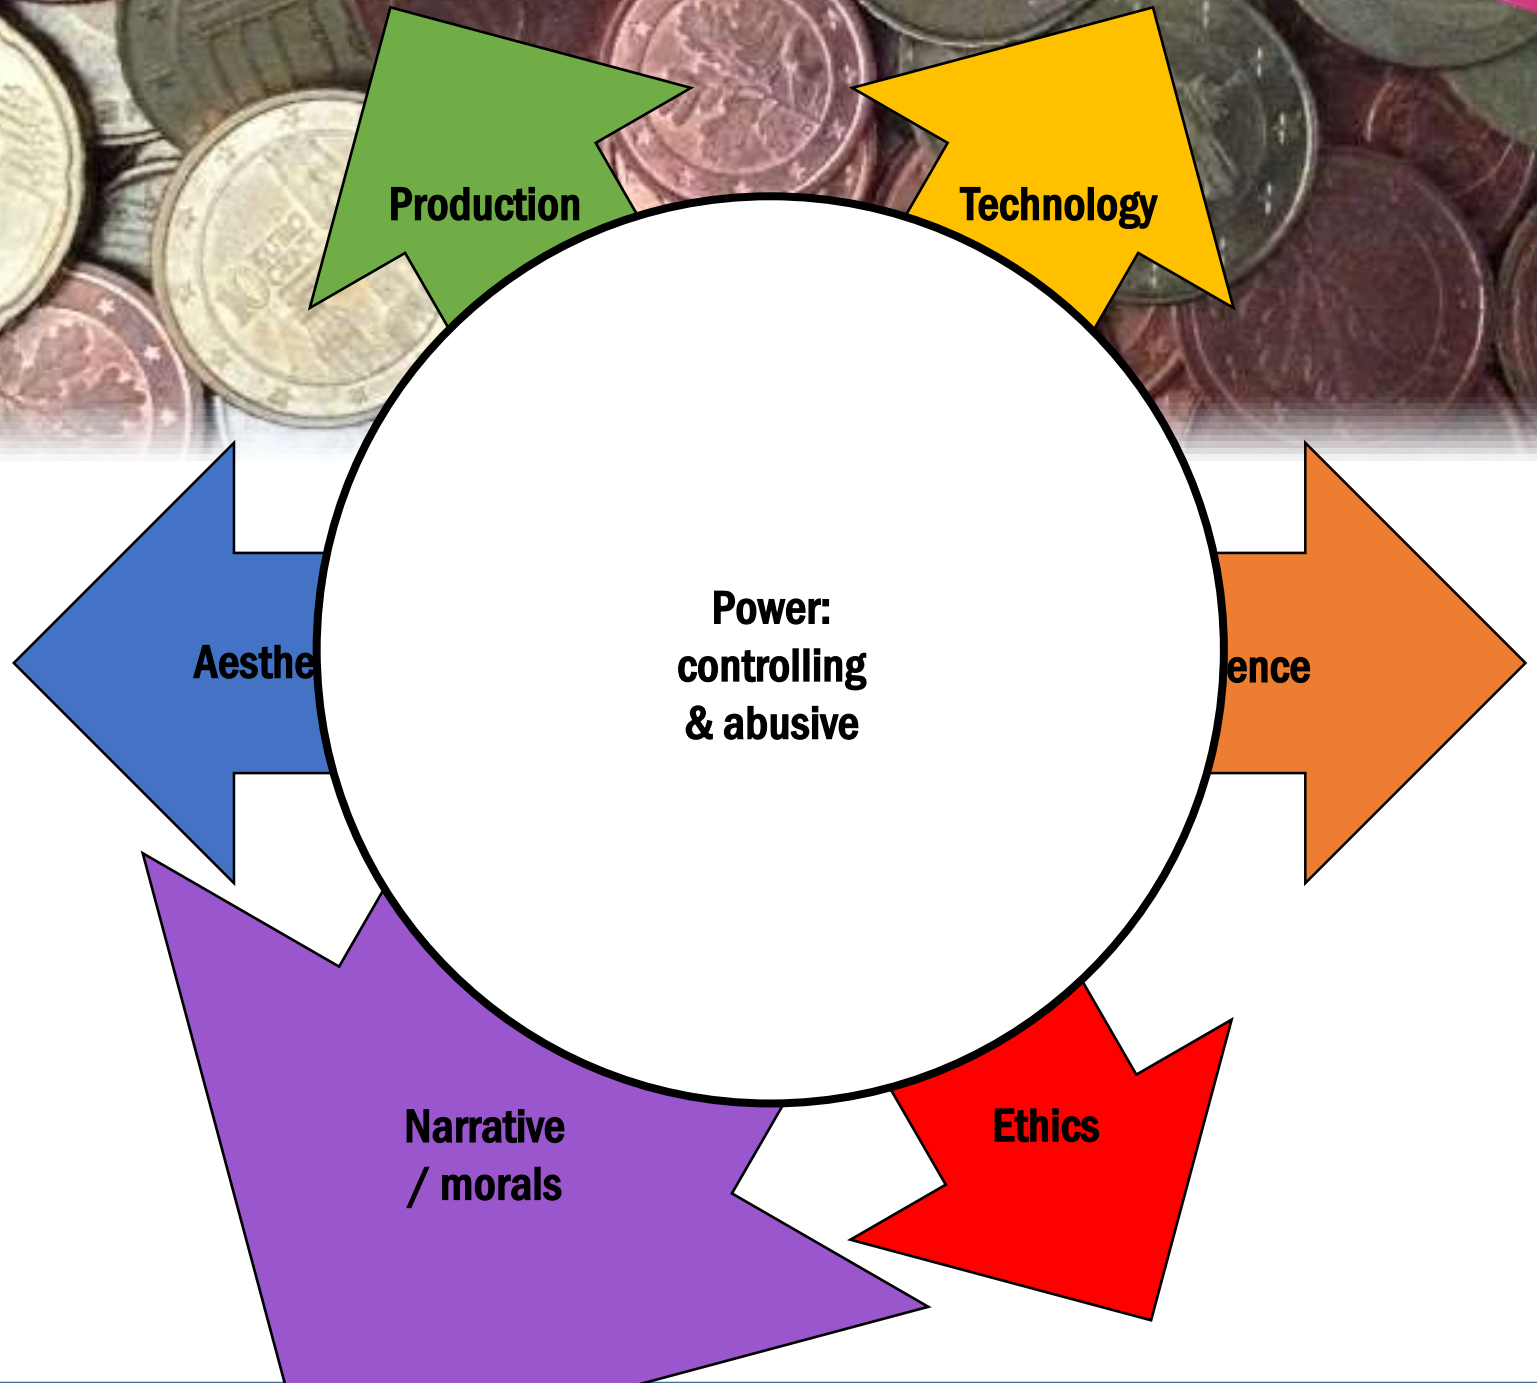 Production
Technology
Aesthe
ence
Power:
controlling
& abusive
Narrative
/ morals
Ethics